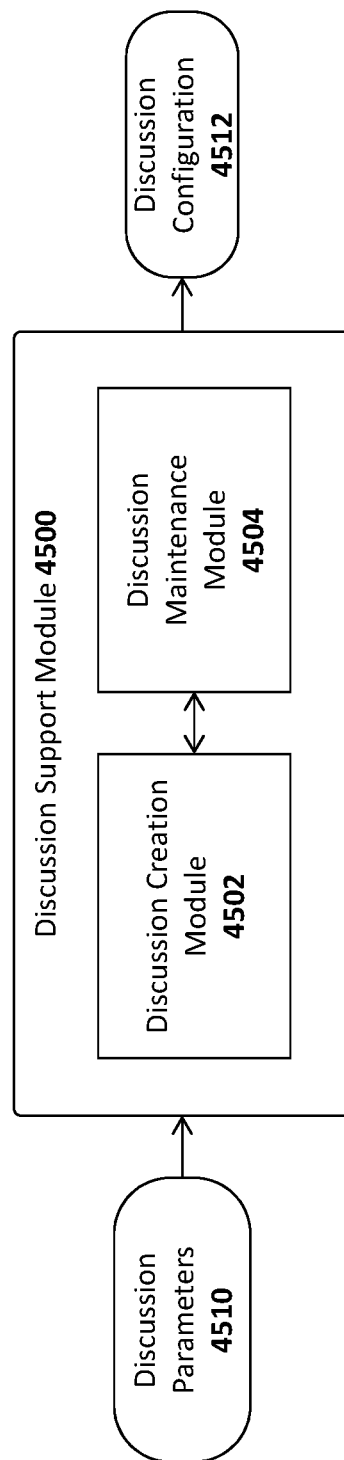 Discussion
Parameters
4510
Discussion Support Module 4500
Discussion Creation
Module
4502
Discussion
Maintenance
Module
4504
Discussion
Configuration
4512